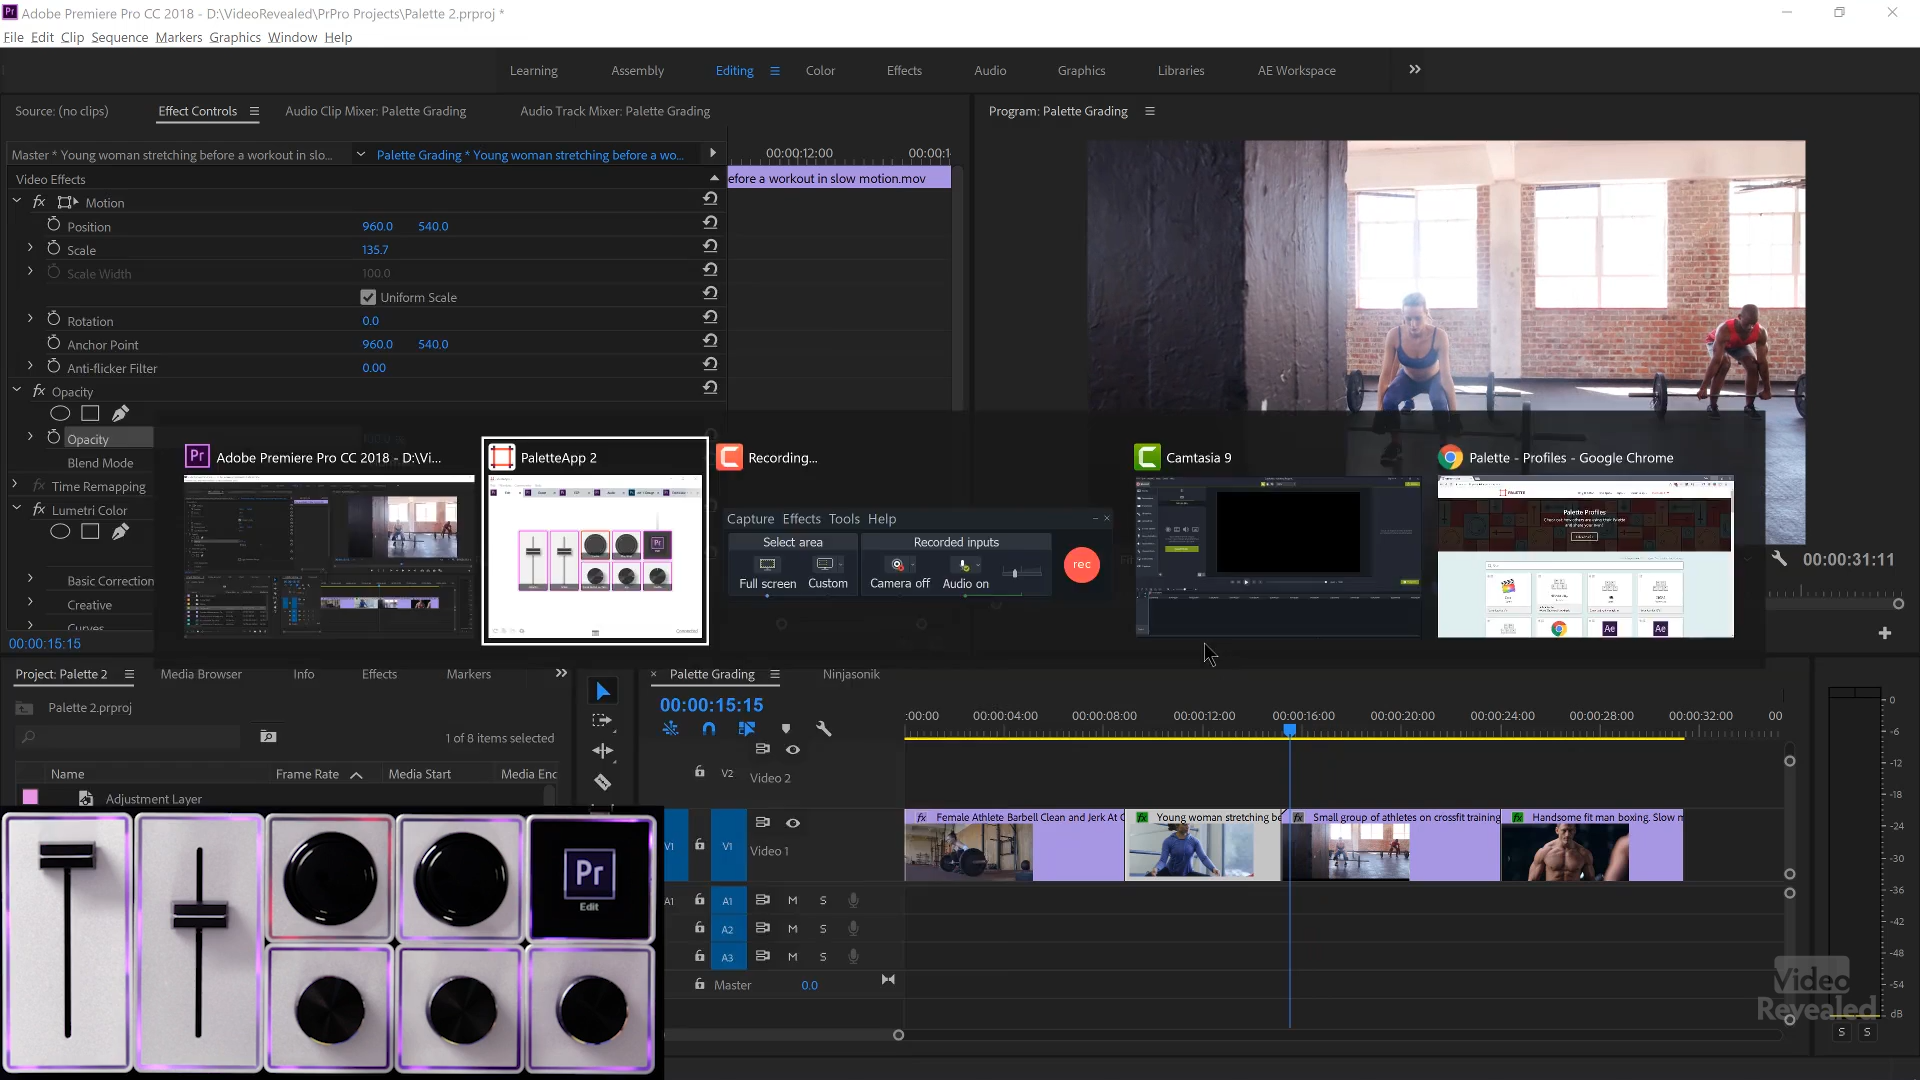 Adobe Premiere Pro CC 2018 - D:\VideoRevealed\PrPro Projects\Palette 2.prproj *
File Edit Clip Sequence Markers Graphics Window Help
Learning Assembly Editing Color Effects Audio Graphics Libraries AE Workspace
Source: (no clips) Effect Controls Audio Clip Mixer: Palette Grading Audio Track Mixer: Palette Grading
Program: Palette Grading
Master * Young woman stretching before a workout in slo...
Palette Grading * Young woman stretching before a wo...
00:00:12:00 00:00:1
Video Effects
efore a workout in slow motion.mov
fx Motion
Position 960.0 540.0
Scale 135.7
Scale Width 100.0
Uniform Scale
Rotation 0.0
Anchor Point 960.0 540.0
Anti-flicker Filter 0.00
fx Opacity
Opacity
Blend Mode
fx Time Remapping
fx Lumetri Color
Basic Correction
Creative
Curves
00:00:15:15
Pr Adobe Premiere Pro CC 2018 - D:\Vi...
PaletteApp 2
Recording...
Camtasia 9
Palette - Profiles - Google Chrome
Capture Effects Tools Help
Select area
Recorded inputs
Full screen Custom Camera off Audio on
rec
Palette Profiles
00:00:31:11
Project: Palette 2 Media Browser Info Effects Markers
Palette 2.prproj
1 of 8 items selected
Name Frame Rate Media Start Media Enc
Adjustment Layer
Pr
Edit
× Palette Grading Ninjasonik
00:00:15:15
:00:00 00:00:04:00 00:00:08:00 00:00:12:00 00:00:16:00 00:00:20:00 00:00:24:00 00:00:28:00 00:00:32:00 00
V2 Video 2
V1 V1 Video 1
fx Female Athlete Barbell Clean and Jerk At C
fx Young woman stretching be
fx Small group of athletes on crossfit training
fx Handsome fit man boxing. Slow m
A1 A1 M S
A2 M S
A3 M S
Master 0.0
0
-6
-12
-18
-24
-30
-36
-42
-48
-54
dB
S S
Video
Revealed